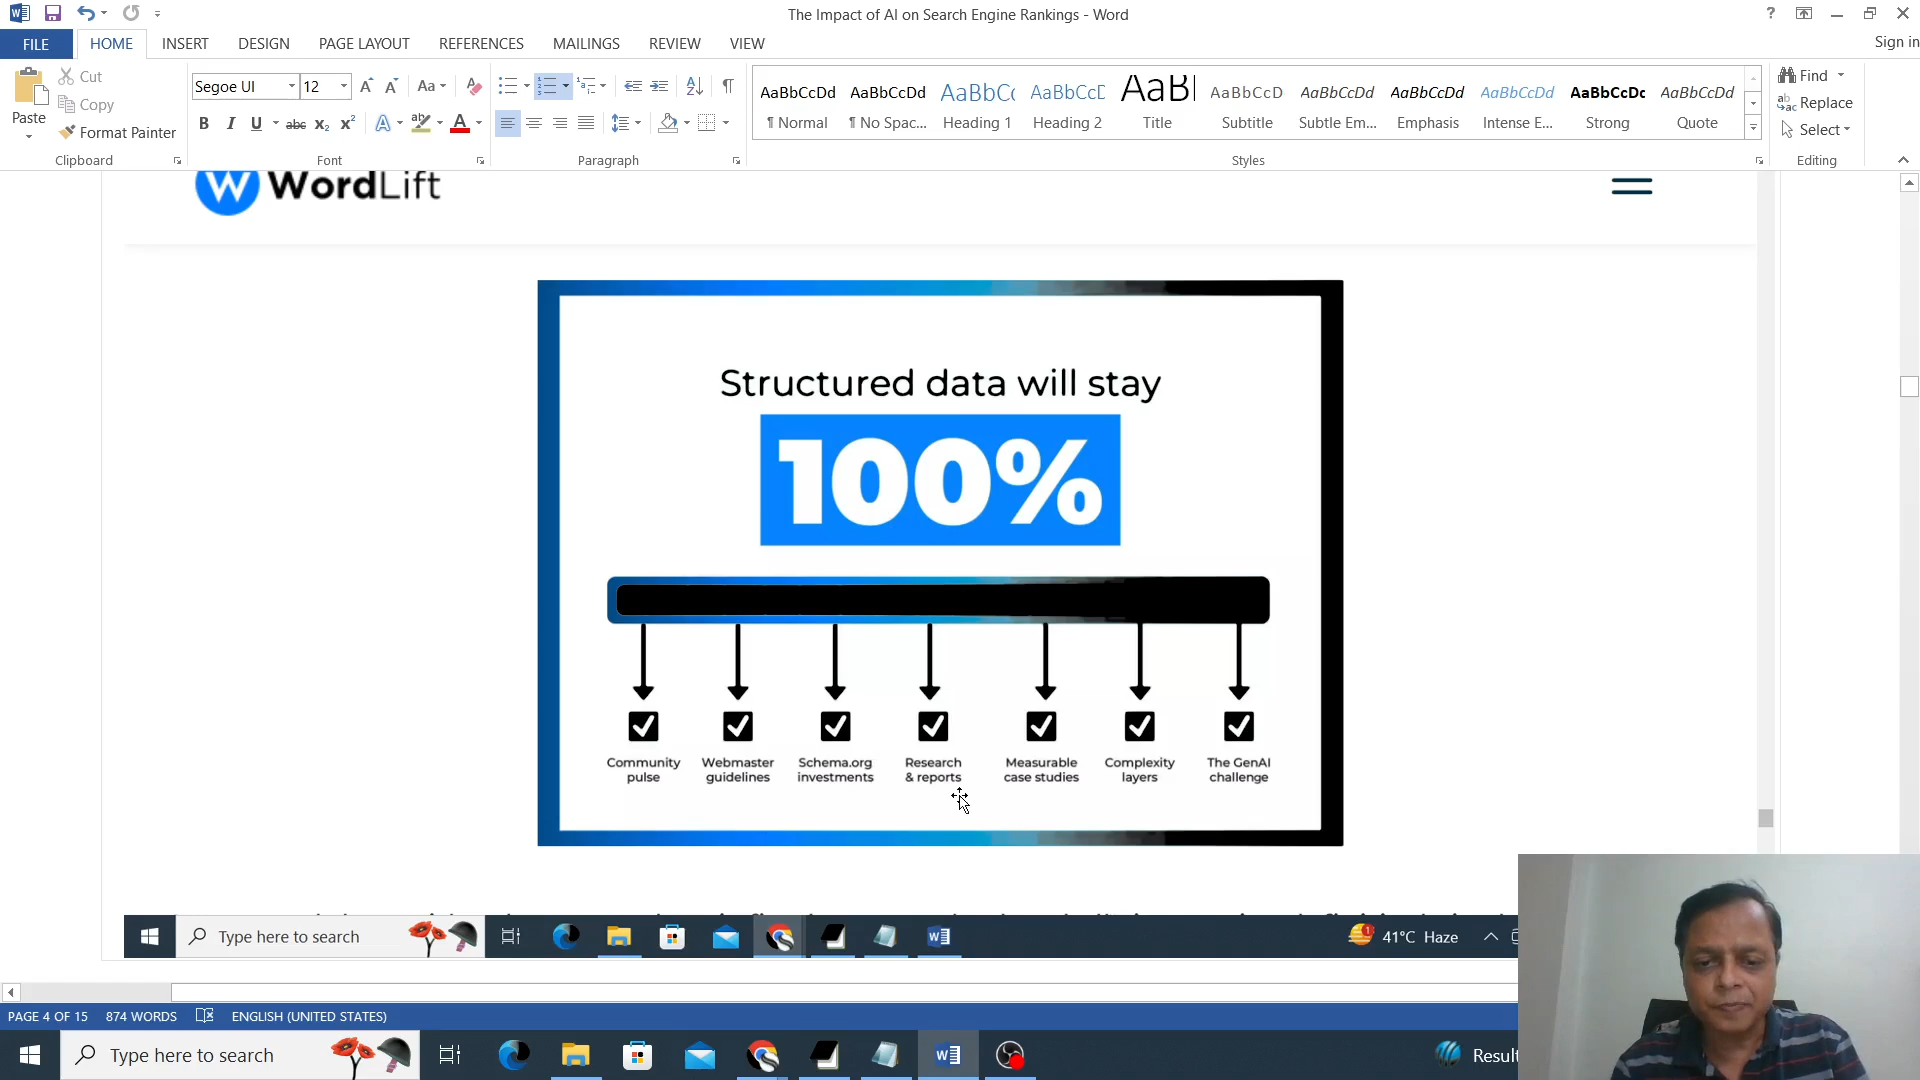 The Impact of AI on Search Engine Rankings - Word
FILE HOME INSERT DESIGN PAGE LAYOUT REFERENCES MAILINGS REVIEW VIEW
Sign in
Paste
Cut
Copy
Format Painter
Clipboard
Segoe UI 12
Font
Paragraph
AaBbCcDd AaBbCcDd AaBbCc AaBbCcD AaB AaBbCcD AaBbCcDd AaBbCcDd AaBbCcDd AaBbCcDc AaBbCcDd
¶ Normal ¶ No Spac... Heading 1 Heading 2 Title Subtitle Subtle Em... Emphasis Intense E... Strong Quote
Styles
Find
Replace
Select
Editing
WordLift
Structured data will stay
100%
Community pulse
Webmaster guidelines
Schema.org investments
Research & reports
Measurable case studies
Complexity layers
The GenAI challenge
Type here to search
41°C Haze
PAGE 4 OF 15 874 WORDS ENGLISH (UNITED STATES)
Type here to search